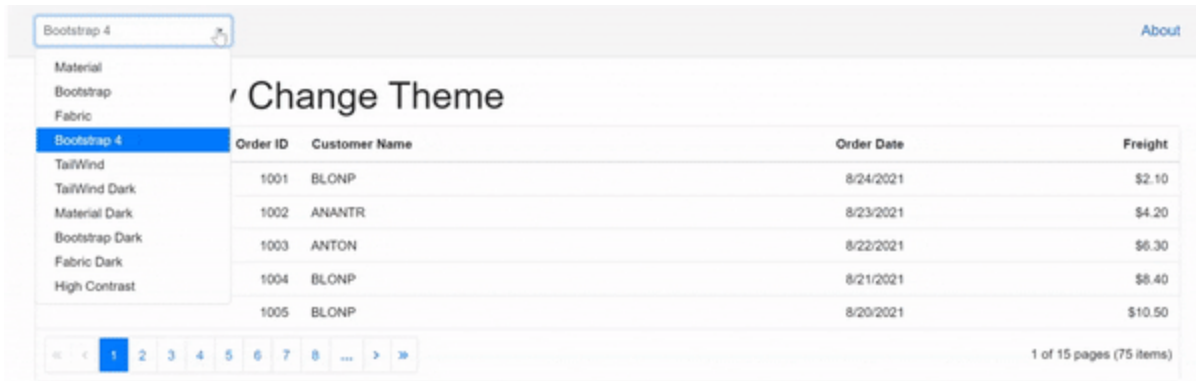 Bootstrap 4
About
Material
Bootstrap
Fabric
Bootstrap 4
TailWind
TailWind Dark
Material Dark
Bootstrap Dark
Fabric Dark
High Contrast
Change Theme
Order ID Customer Name Order Date Freight
1001 BLONP 8/24/2021 $2.10
1002 ANANTR 8/23/2021 $4.20
1003 ANTON 8/22/2021 $6.30
1004 BLONP 8/21/2021 $8.40
1005 BLONP 8/20/2021 $10.50
« ‹ 1 2 3 4 5 6 7 8 ... › » 1 of 15 pages (75 items)